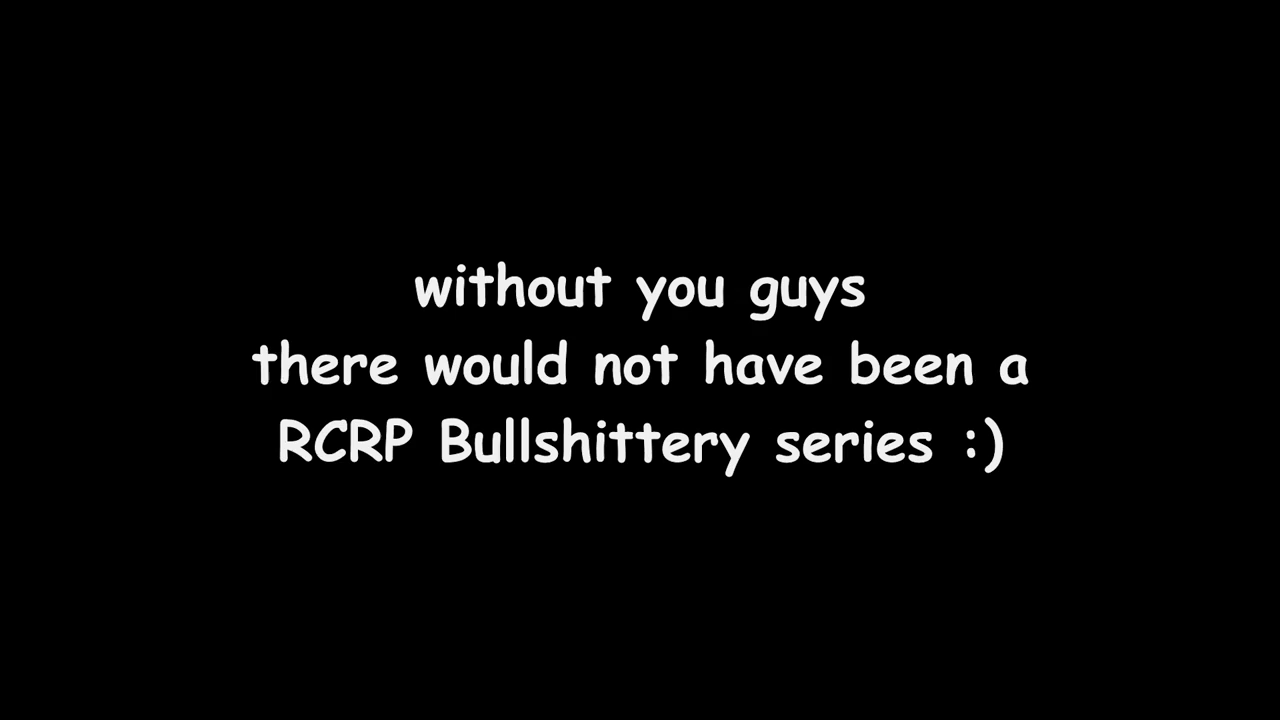 without you guys
there would not have been a
RCRP Bullshittery series :)